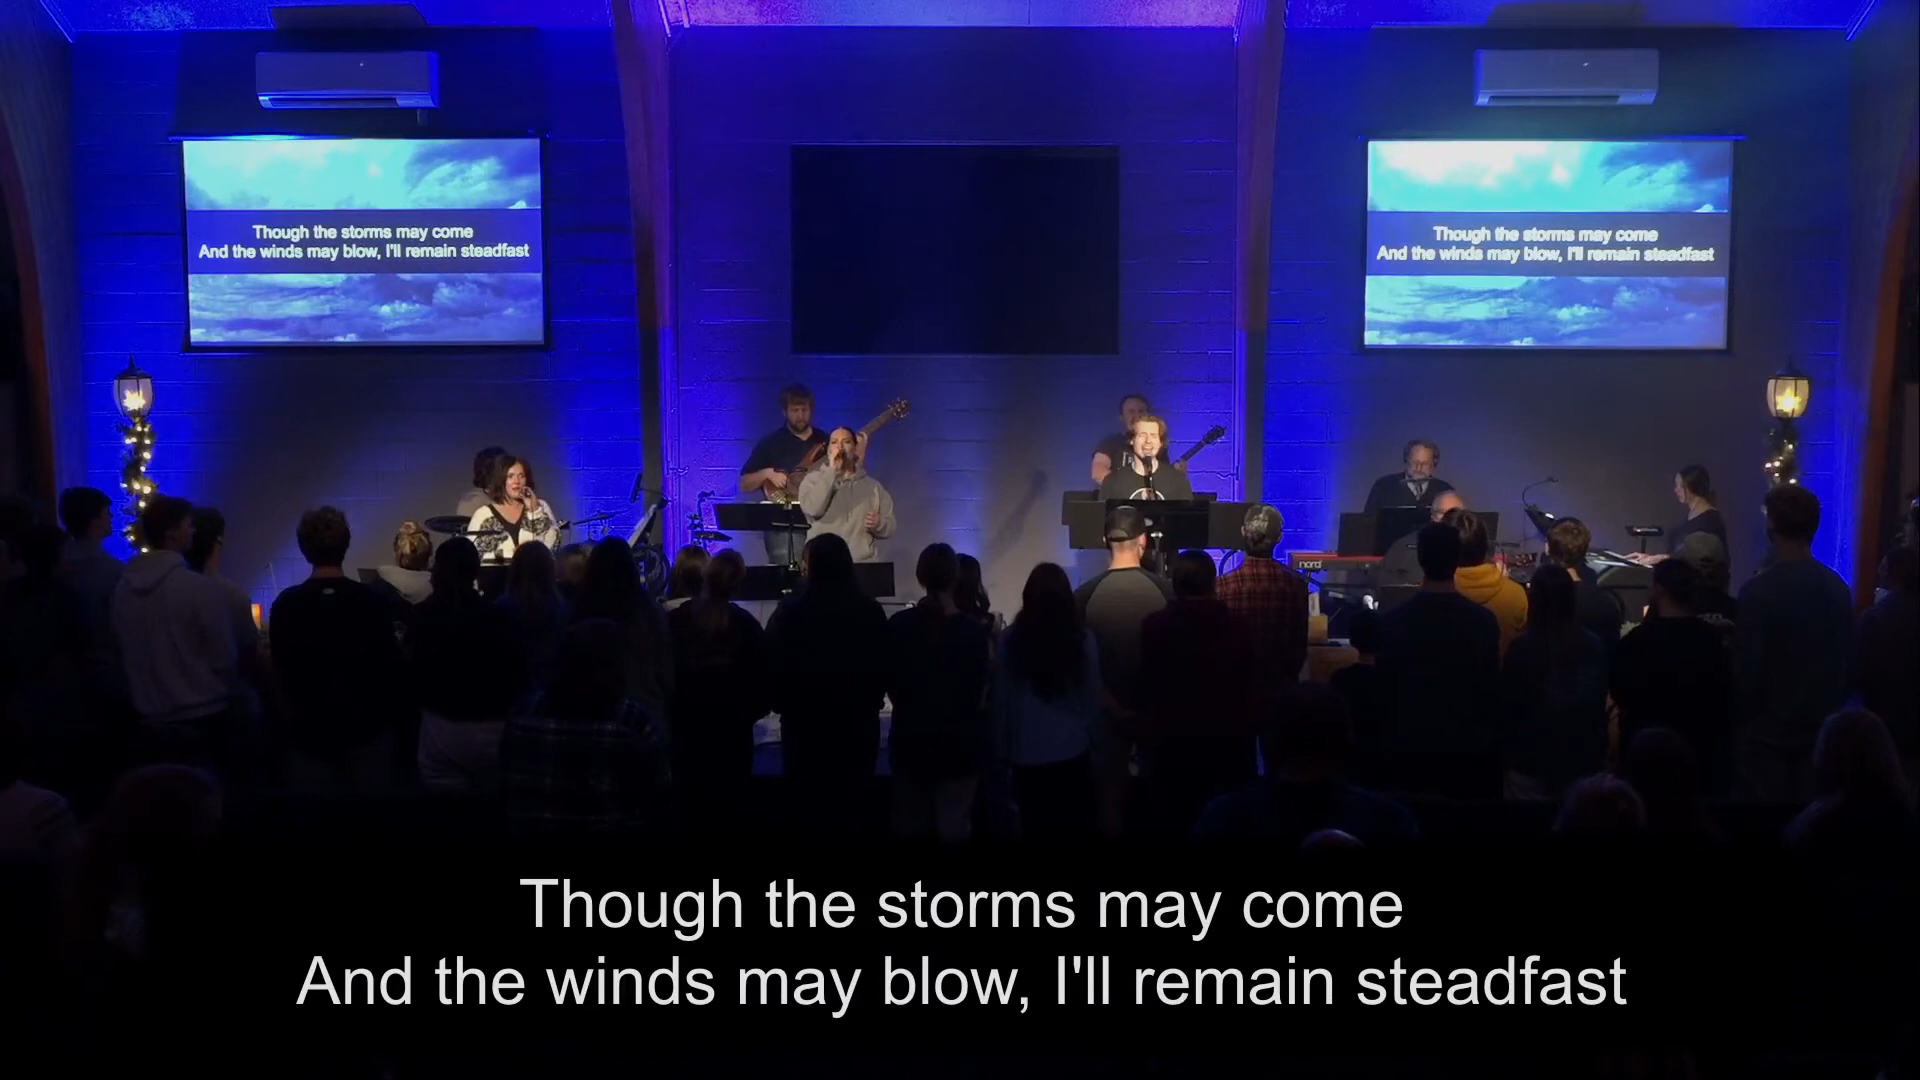 Though the storms may come
And the winds may blow, I'll remain steadfast
Though the storms may come
And the winds may blow, I'll remain steadfast
nord
Though the storms may come
And the winds may blow, I'll remain steadfast